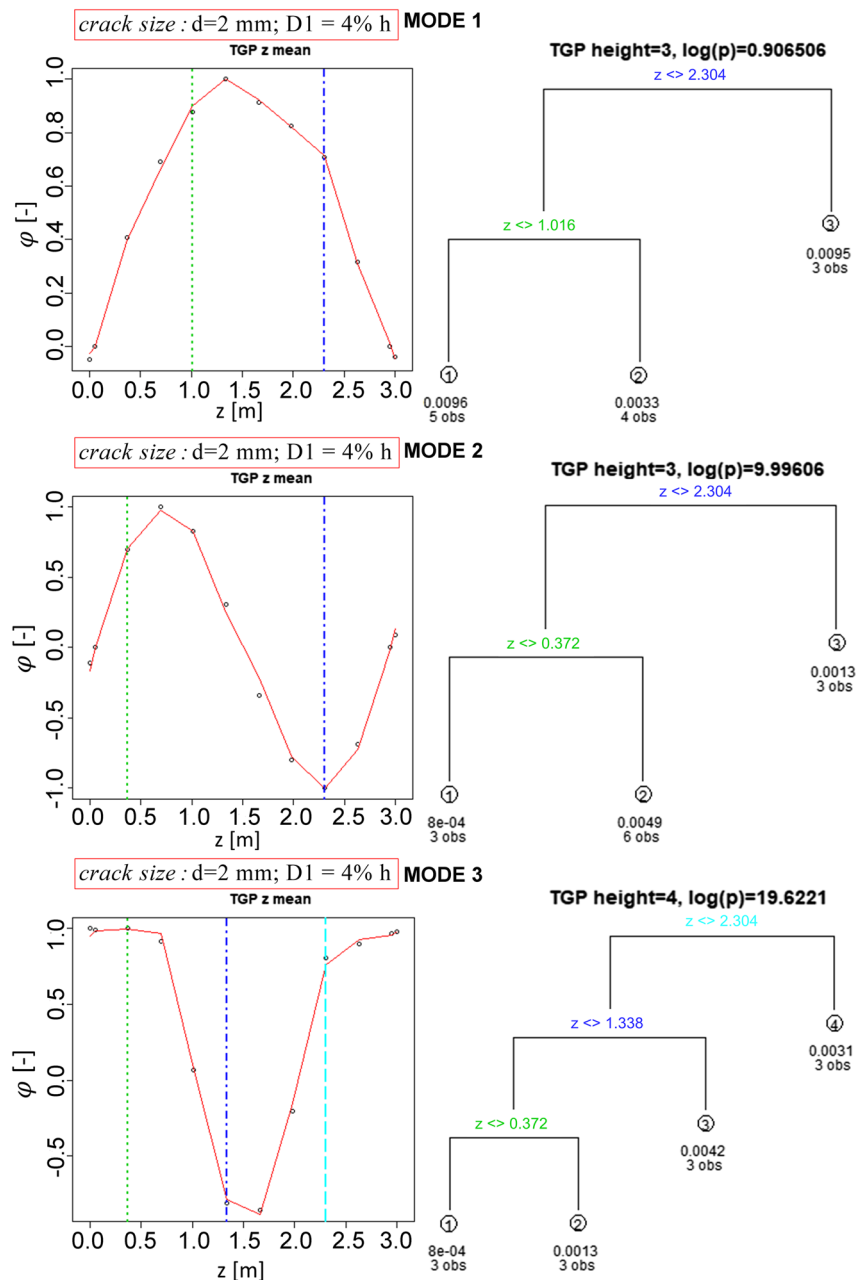 crack size : d=2 mm; D1 = 4% h MODE 1
TGP z mean
φ [-]
1.0
0.8
0.6
0.4
0.2
0.0
0.0 0.5 1.0 1.5 2.0 2.5 3.0
z [m]
TGP height=3, log(p)=0.906506
z <> 2.304
z <> 1.016
3
0.0095
3 obs
1
0.0096
5 obs
2
0.0033
4 obs
crack size : d=2 mm; D1 = 4% h MODE 2
TGP z mean
φ [-]
1.0
0.5
0.0
-0.5
-1.0
0.0 0.5 1.0 1.5 2.0 2.5 3.0
z [m]
TGP height=3, log(p)=9.99606
z <> 2.304
z <> 0.372
3
0.0013
3 obs
1
8e-04
3 obs
2
0.0049
6 obs
crack size : d=2 mm; D1 = 4% h MODE 3
TGP z mean
φ [-]
1.0
0.5
0.0
-0.5
0.0 0.5 1.0 1.5 2.0 2.5 3.0
z [m]
TGP height=4, log(p)=19.6221
z <> 2.304
z <> 1.338
4
0.0031
3 obs
z <> 0.372
3
0.0042
3 obs
1
8e-04
3 obs
2
0.0013
3 obs